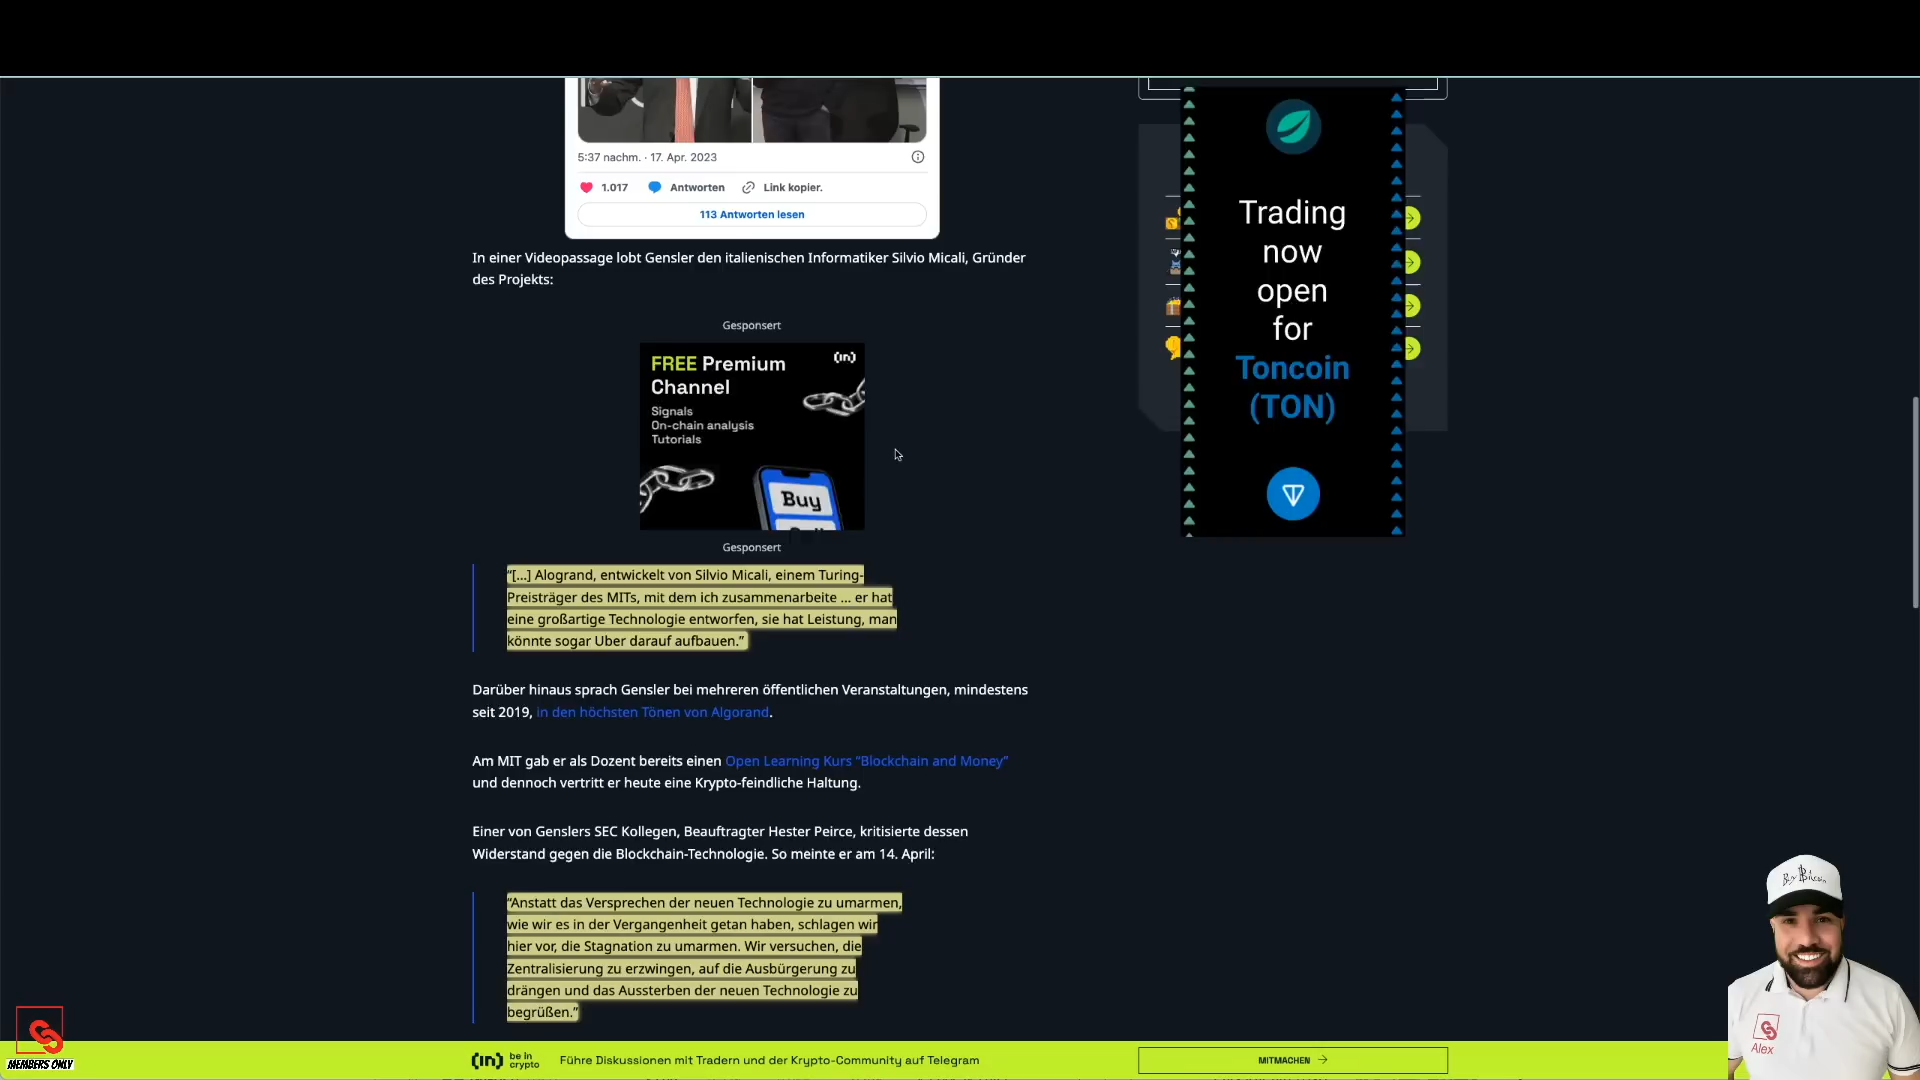 5:37 nachm. · 17. Apr. 2023
1.017 Antworten Link kopier.
113 Antworten lesen
In einer Videopassage lobt Gensler den italienischen Informatiker Silvio Micali, Gründer
des Projekts:
Gesponsert
FREE Premium
Channel
(in)
Signals
On-chain analysis
Tutorials
Buy
Gesponsert
“[...] Alogrand, entwickelt von Silvio Micali, einem Turing-
Preisträger des MITs, mit dem ich zusammenarbeite ... er hat
eine großartige Technologie entworfen, sie hat Leistung, man
könnte sogar Uber darauf aufbauen.”
Darüber hinaus sprach Gensler bei mehreren öffentlichen Veranstaltungen, mindestens
seit 2019, in den höchsten Tönen von Algorand.
Am MIT gab er als Dozent bereits einen Open Learning Kurs “Blockchain and Money”
und dennoch vertritt er heute eine Krypto-feindliche Haltung.
Einer von Genslers SEC Kollegen, Beauftragter Hester Peirce, kritisierte dessen
Widerstand gegen die Blockchain-Technologie. So meinte er am 14. April:
“Anstatt das Versprechen der neuen Technologie zu umarmen,
wie wir es in der Vergangenheit getan haben, schlagen wir
hier vor, die Stagnation zu umarmen. Wir versuchen, die
Zentralisierung zu erzwingen, auf die Ausbürgerung zu
drängen und das Aussterben der neuen Technologie zu
begrüßen.”
Trading
now
open
for
Toncoin
(TON)
Alex
MEMBERS ONLY
(in) be in
crypto
Führe Diskussionen mit Tradern und der Krypto-Community auf Telegram
MITMACHEN →